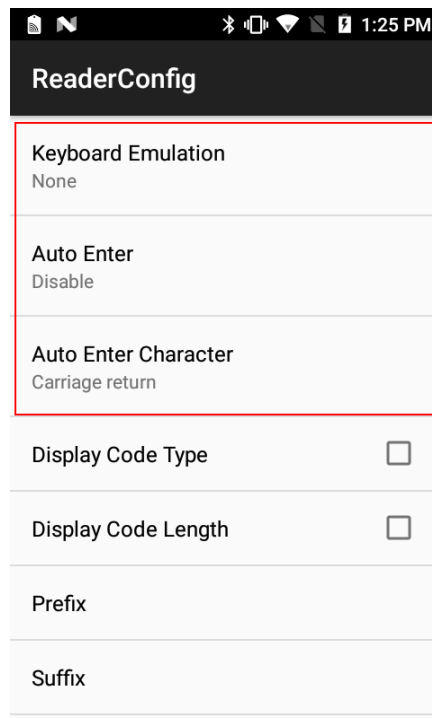 1:25 PM
ReaderConfig
Keyboard Emulation
None
Auto Enter
Disable
Auto Enter Character
Carriage return
Display Code Type
Display Code Length
Prefix
Suffix